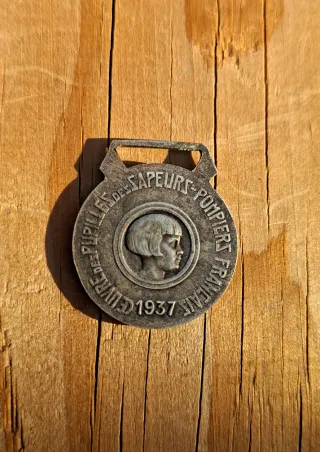 ŒUVRE DES PUPILLES DES SAPEURS-POMPIERS FRANÇAIS
1937